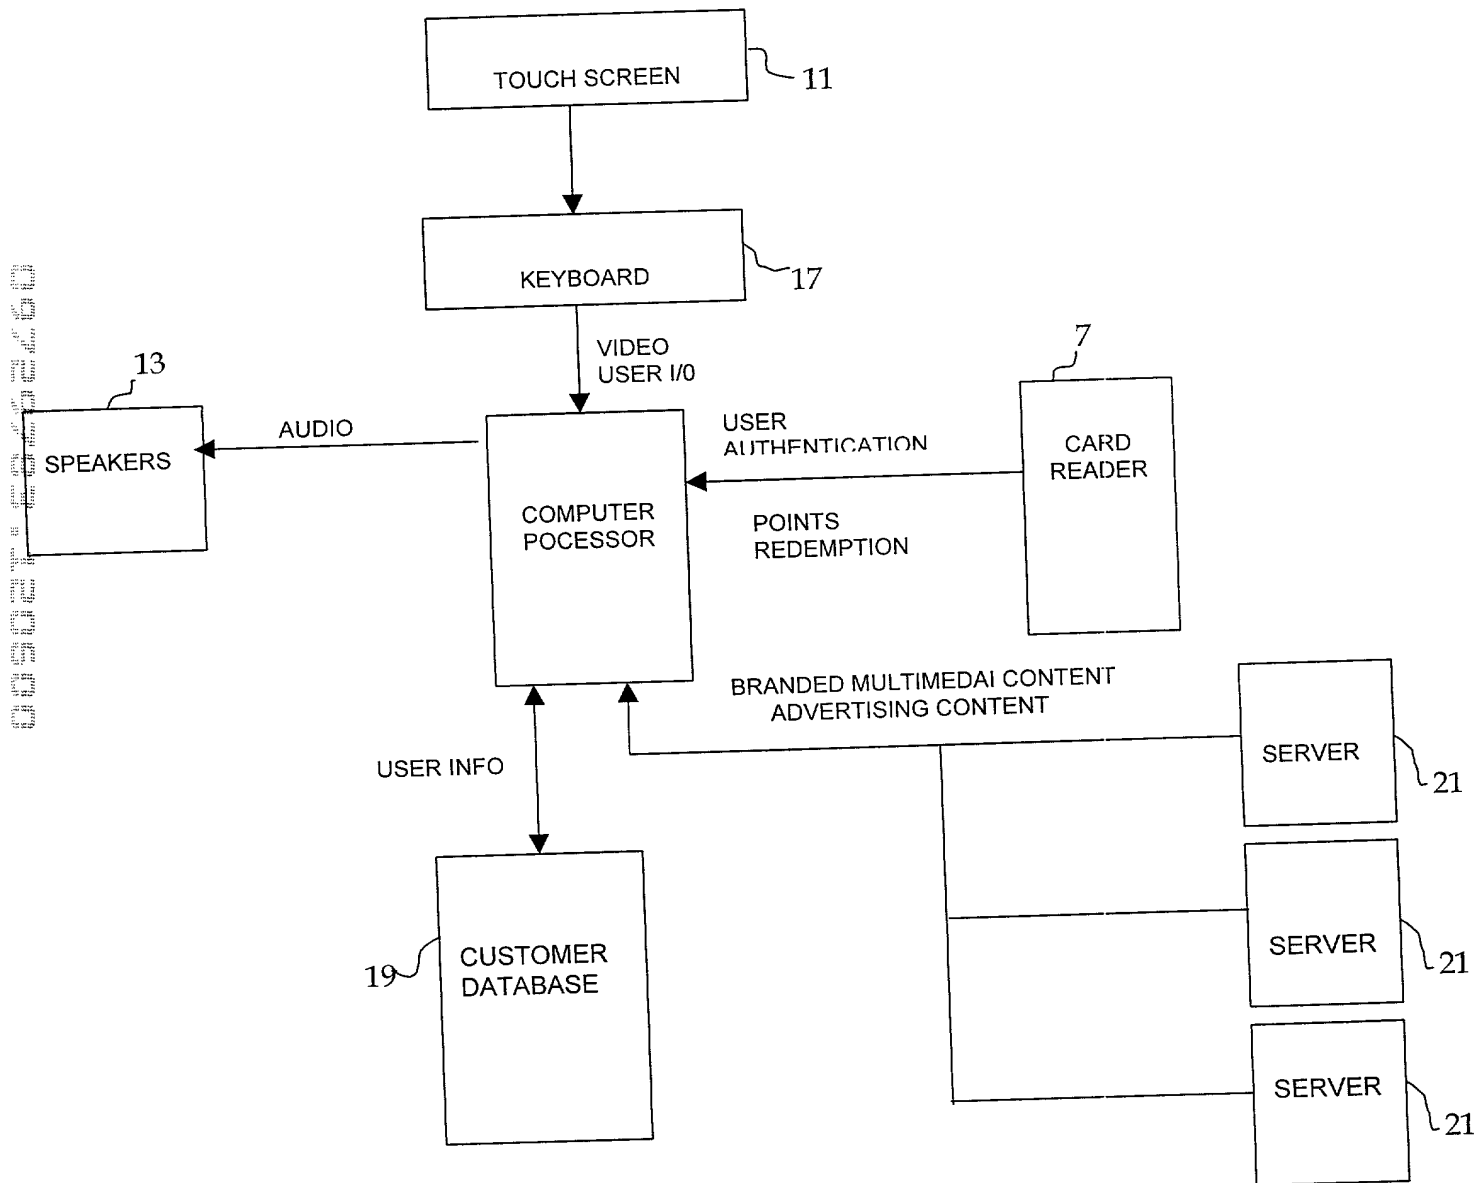 TOUCH SCREEN
11
KEYBOARD
17
VIDEO
USER I/0
13
SPEAKERS
AUDIO
COMPUTER
POCESSOR
USER
AUTHENTICATION
POINTS
REDEMPTION
7
CARD
READER
BRANDED MULTIMEDAI CONTENT
ADVERTISING CONTENT
SERVER
21
USER INFO
19
CUSTOMER
DATABASE
SERVER
21
SERVER
21